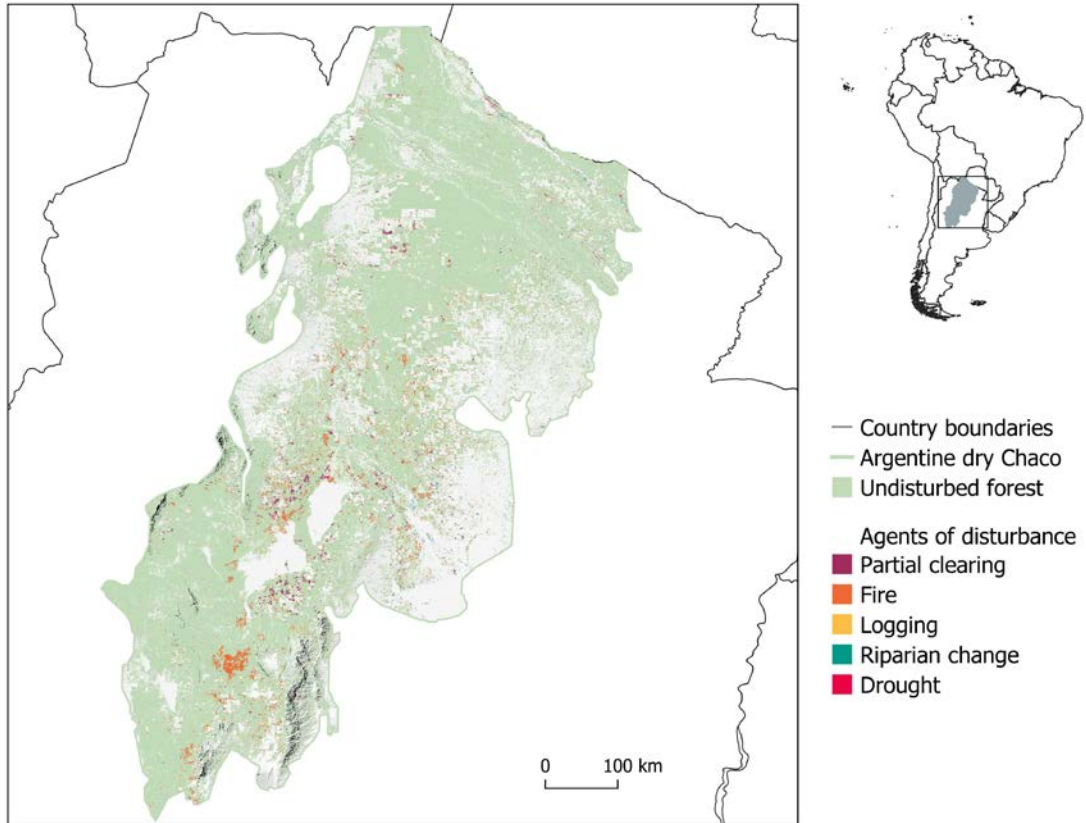 Country boundaries
Argentine dry Chaco
Undisturbed forest
Agents of disturbance
Partial clearing
Fire
Logging
Riparian change
Drought
0 100 km